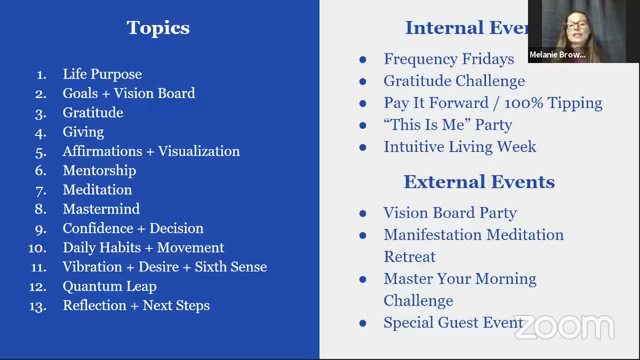 Topics
1. Life Purpose
2. Goals + Vision Board
3. Gratitude
4. Giving
5. Affirmations + Visualization
6. Mentorship
7. Meditation
8. Mastermind
9. Confidence + Decision
10. Daily Habits + Movement
11. Vibration + Desire + Sixth Sense
12. Quantum Leap
13. Reflection + Next Steps
Internal Even
● Frequency Fridays
● Gratitude Challenge
● Pay It Forward / 100% Tipping
● “This Is Me” Party
● Intuitive Living Week
External Events
● Vision Board Party
● Manifestation Meditation
Retreat
● Master Your Morning
Challenge
● Special Guest Event
Melanie Brow...
zoom